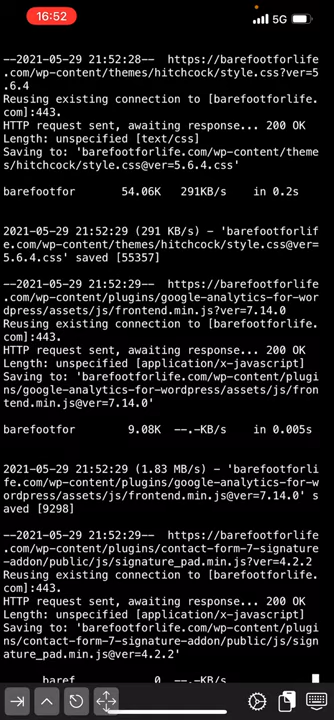 16:52
5G
--2021-05-29 21:52:28--  https://barefootforlife
.com/wp-content/themes/hitchcock/style.css?ver=5
.6.4
Reusing existing connection to [barefootforlife.
com]:443.
HTTP request sent, awaiting response... 200 OK
Length: unspecified [text/css]
Saving to: 'barefootforlife.com/wp-content/theme
s/hitchcock/style.css@ver=5.6.4.css'
barefootfor     54.06K   291KB/s    in 0.2s
2021-05-29 21:52:29 (291 KB/s) - 'barefootforlif
e.com/wp-content/themes/hitchcock/style.css@ver=
5.6.4.css' saved [55357]
--2021-05-29 21:52:29--  https://barefootforlife
.com/wp-content/plugins/google-analytics-for-wor
dpress/assets/js/frontend.min.js?ver=7.14.0
Reusing existing connection to [barefootforlife.
com]:443.
HTTP request sent, awaiting response... 200 OK
Length: unspecified [application/x-javascript]
Saving to: 'barefootforlife.com/wp-content/plugi
ns/google-analytics-for-wordpress/assets/js/fron
tend.min.js@ver=7.14.0'
barefootfor      9.08K  --.-KB/s    in 0.005s
2021-05-29 21:52:29 (1.83 MB/s) - 'barefootforli
fe.com/wp-content/plugins/google-analytics-for-w
ordpress/assets/js/frontend.min.js@ver=7.14.0' s
aved [9298]
--2021-05-29 21:52:29--  https://barefootforlife
.com/wp-content/plugins/contact-form-7-signature
-addon/public/js/signature_pad.min.js?ver=4.2.2
Reusing existing connection to [barefootforlife.
com]:443.
HTTP request sent, awaiting response... 200 OK
Length: unspecified [application/x-javascript]
Saving to: 'barefootforlife.com/wp-content/plugi
ns/contact-form-7-signature-addon/public/js/sign
ature_pad.min.js@ver=4.2.2'
baref           0  --.-KB/s